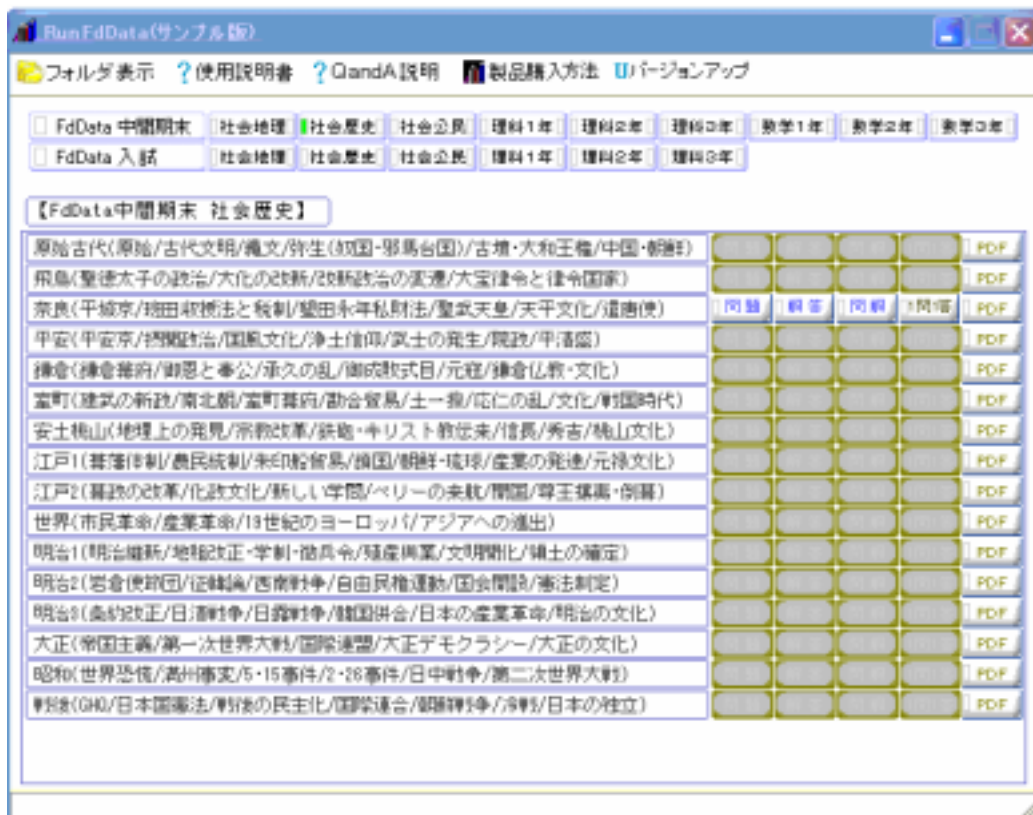 RunFdData(サンプル版)
フォルダ表示 ?使用説明書 ?QandA説明 製品購入方法 Uバージョンアップ
FdData 中間期末 社会地理 社会歴史 社会公民 理科1年 理科2年 理科3年 数学1年 数学2年 数学3年
FdData 入試 社会地理 社会歴史 社会公民 理科1年 理科2年 理科3年
【FdData中間期末 社会歴史】
原始古代(原始/古代文明/縄文/弥生(奴国・邪馬台国)/古墳・大和王権/中国・朝鮮) PDF
飛鳥(聖徳太子の政治/大化の改新/改新政治の変遷/大宝律令と律令国家) PDF
奈良(平城京/班田収授法と税制/墾田永年私財法/聖武天皇/天平文化/遣唐使) 問題 解答 問解 1問1答 PDF
平安(平安京/摂関政治/国風文化/浄土信仰/武士の発生/院政/平清盛) PDF
鎌倉(鎌倉幕府/御恩と奉公/承久の乱/御成敗式目/元寇/鎌倉仏教・文化) PDF
室町(建武の新政/南北朝/室町幕府/勘合貿易/土一揆/応仁の乱/文化/戦国時代) PDF
安土桃山(地理上の発見/宗教改革/鉄砲・キリスト教伝来/信長/秀吉/桃山文化) PDF
江戸1(幕藩体制/農民統制/朱印船貿易/鎖国/朝鮮・琉球/産業の発達/元禄文化) PDF
江戸2(幕政の改革/化政文化/新しい学問/ペリーの来航/開国/尊王攘夷・倒幕) PDF
世界(市民革命/産業革命/19世紀のヨーロッパ/アジアへの進出) PDF
明治1(明治維新/地租改正・学制・徴兵令/殖産興業/文明開化/領土の確定) PDF
明治2(岩倉使節団/征韓論/西南戦争/自由民権運動/国会開設/憲法制定) PDF
明治3(条約改正/日清戦争/日露戦争/韓国併合/日本の産業革命/明治の文化) PDF
大正(帝国主義/第一次世界大戦/国際連盟/大正デモクラシー/大正の文化) PDF
昭和(世界恐慌/満州事変/5・15事件/2・26事件/日中戦争/第二次世界大戦) PDF
戦後(GHQ/日本国憲法/戦後の民主化/国際連合/朝鮮戦争/冷戦/日本の独立) PDF